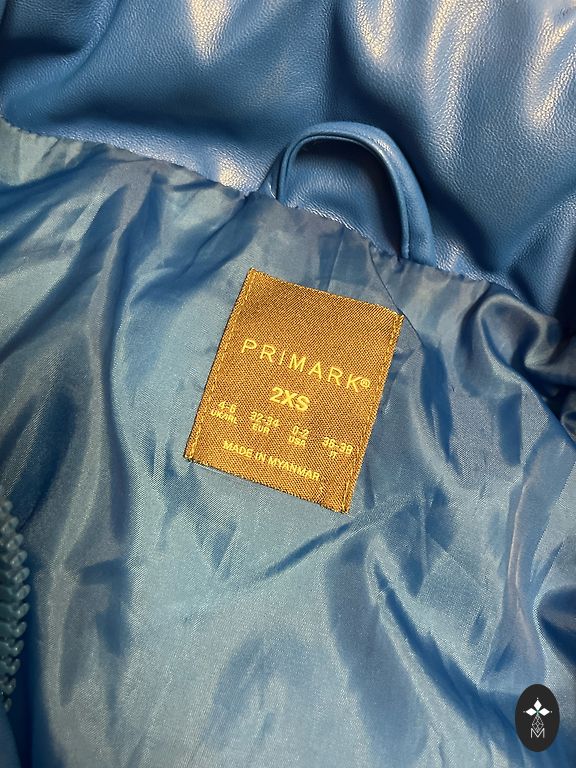 PRIMARK®
2XS
4-6 32-34 0-2 36-38
UK/IRL EUR USA IT
MADE IN MYANMAR
M